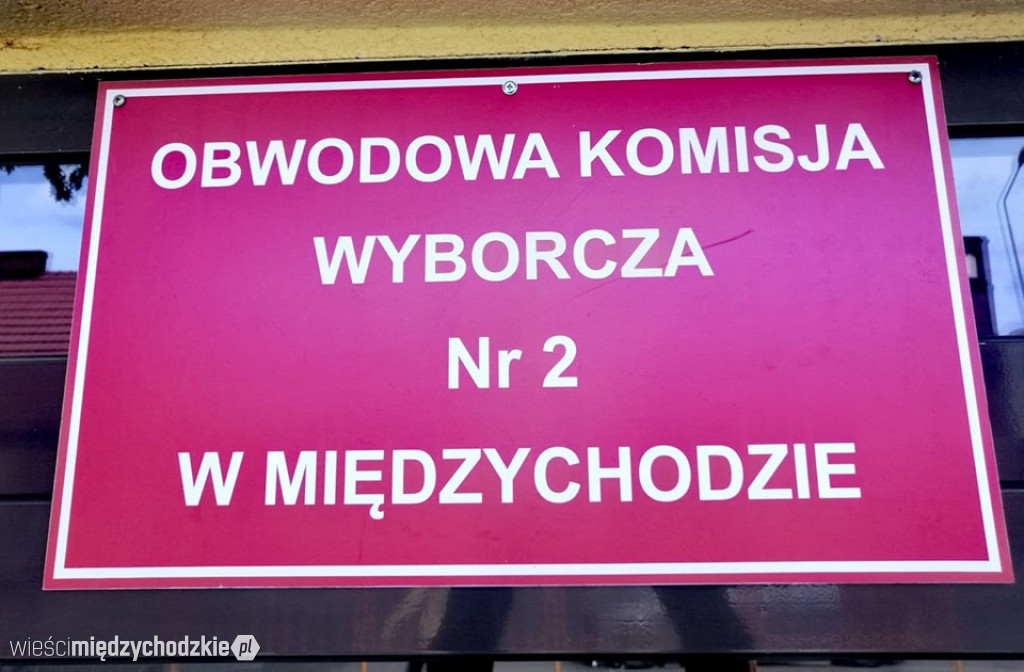 OBWODOWA KOMISJA
WYBORCZA
Nr 2
W MIĘDZYCHODZIE
wieścimiędzychodzkie.pl